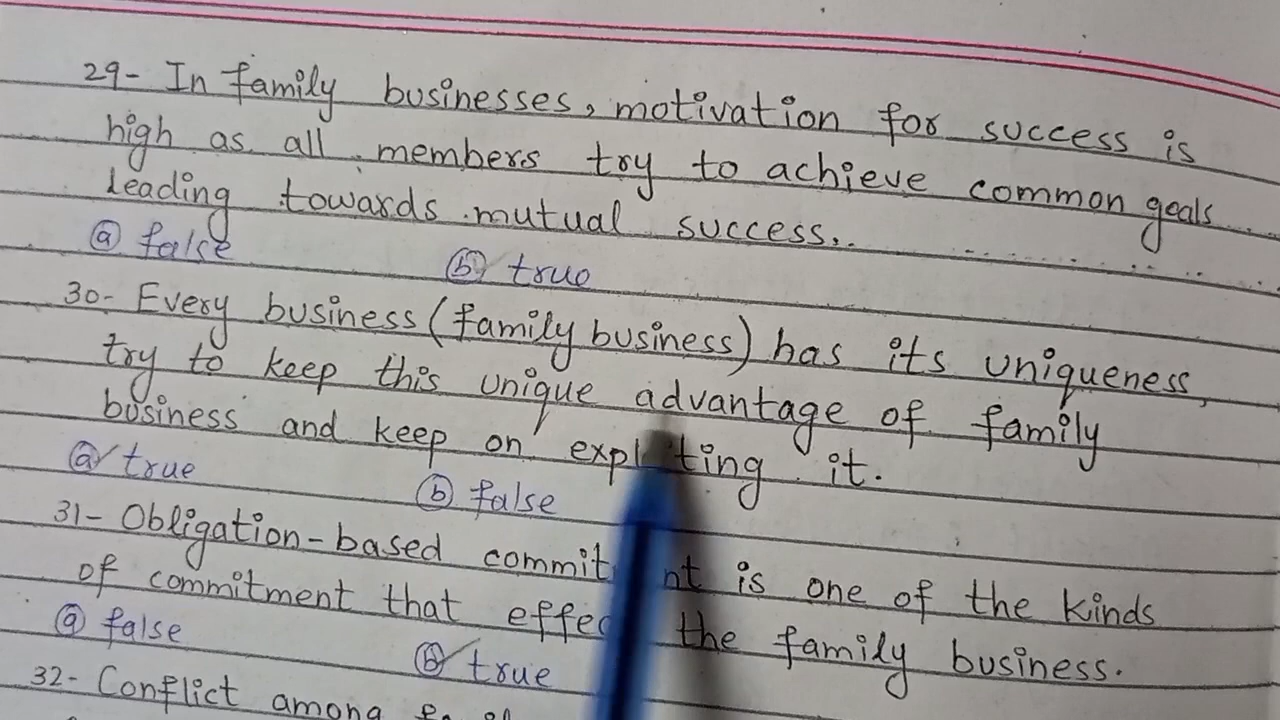 29- In family businesses, motivation for success is
high as all members try to achieve common goals
leading towards mutual success.. ..........
ⓐ false ⓑ true
30- Every business (family business) has its uniqueness,
try to keep this unique advantage of family
business and keep on it.
ⓐ true ⓑ false
31- Obligation-based is one of the kinds
of commitment that the family business.
ⓐ false ⓑ true
32- Conflict among